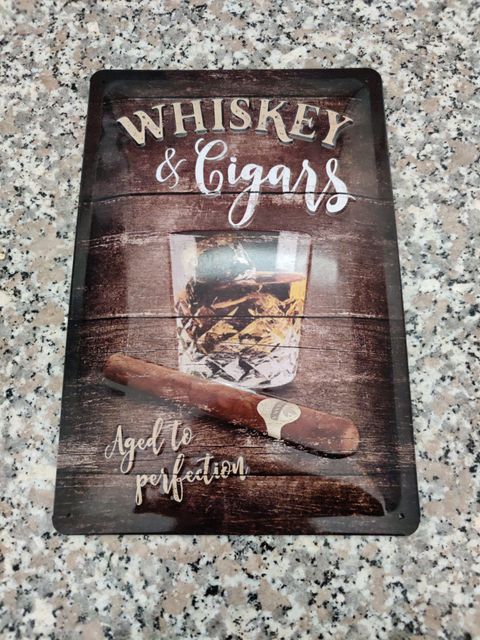 WHISKEY
& Cigars
Aged to
perfection